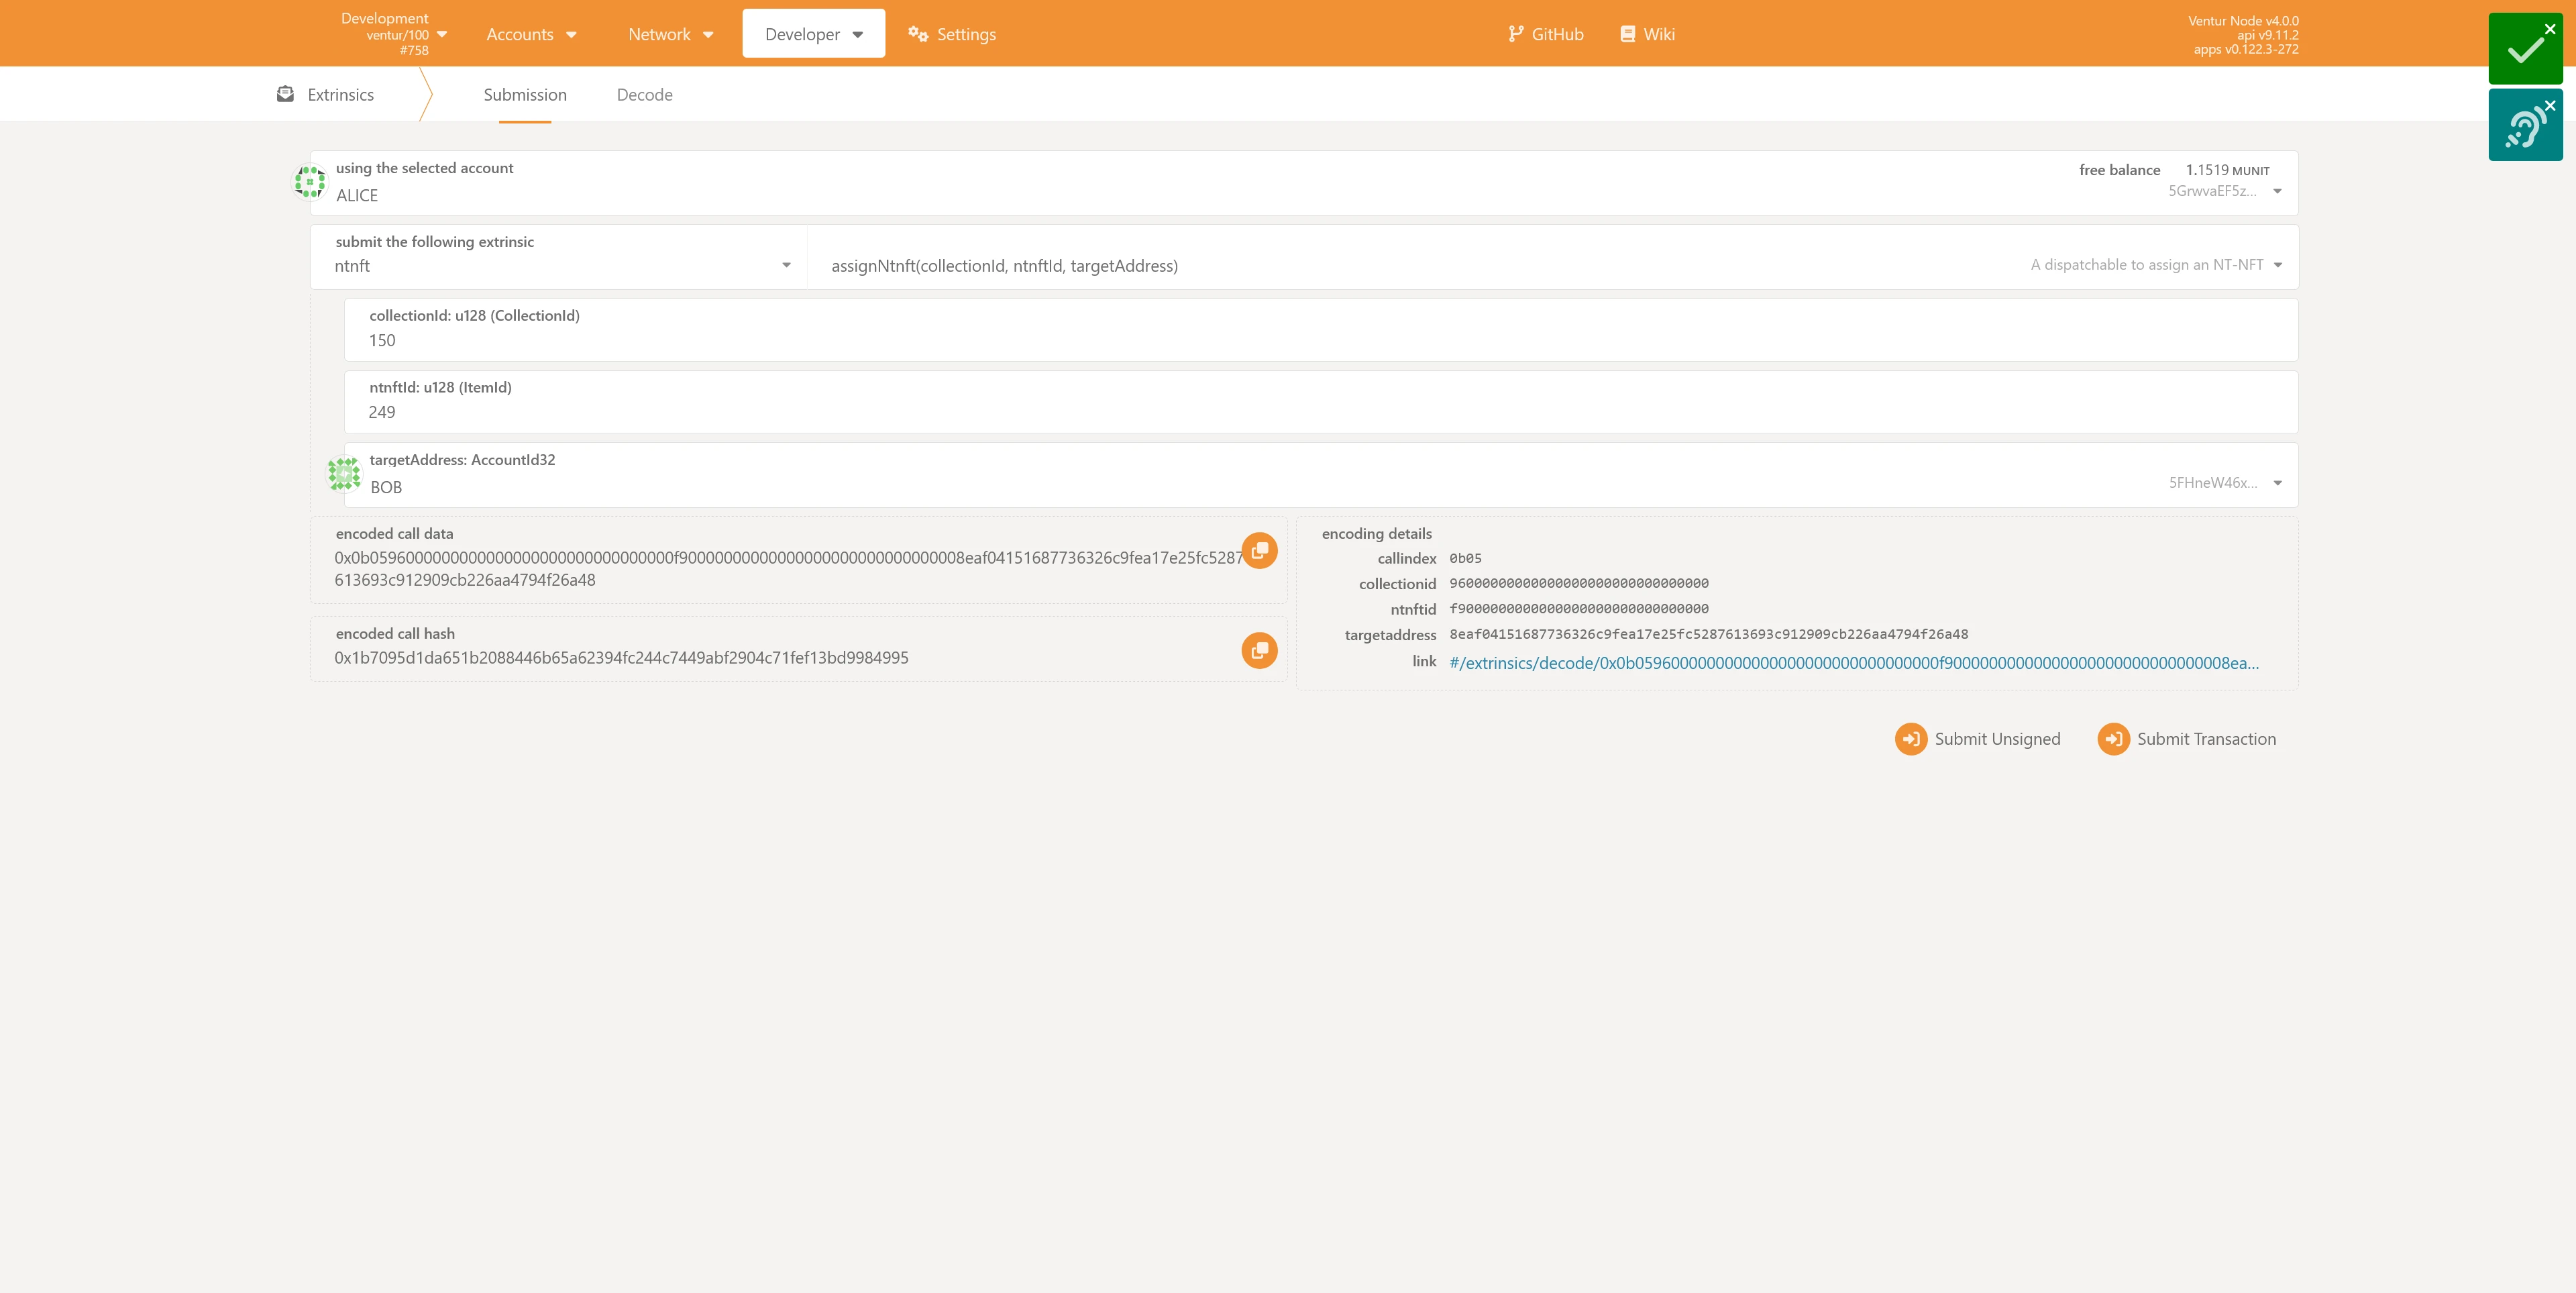 Development
ventur/100
#758
Accounts
Network
Developer
Settings
GitHub
Wiki
Ventur Node v4.0.0
api v9.11.2
apps v0.122.3-272
Extrinsics
Submission
Decode
using the selected account
ALICE
free balance 1.1519 MUNIT
5GrwvaEF5z...
submit the following extrinsic
ntnft
assignNtnft(collectionId, ntnftId, targetAddress)
A dispatchable to assign an NT-NFT
collectionId: u128 (CollectionId)
150
ntnftId: u128 (ItemId)
249
targetAddress: AccountId32
BOB
5FHneW46x...
encoded call data
0x0b0596000000000000000000000000000000f90000000000000000000000000000008eaf04151687736326c9fea17e25fc5287
613693c912909cb226aa4794f26a48
encoded call hash
0x1b7095d1da651b2088446b65a62394fc244c7449abf2904c71fef13bd9984995
encoding details
callindex 0b05
collectionid 96000000000000000000000000000000
ntnftid f9000000000000000000000000000000
targetaddress 8eaf04151687736326c9fea17e25fc5287613693c912909cb226aa4794f26a48
link #/extrinsics/decode/0x0b0596000000000000000000000000000000f90000000000000000000000000000008ea...
Submit Unsigned
Submit Transaction